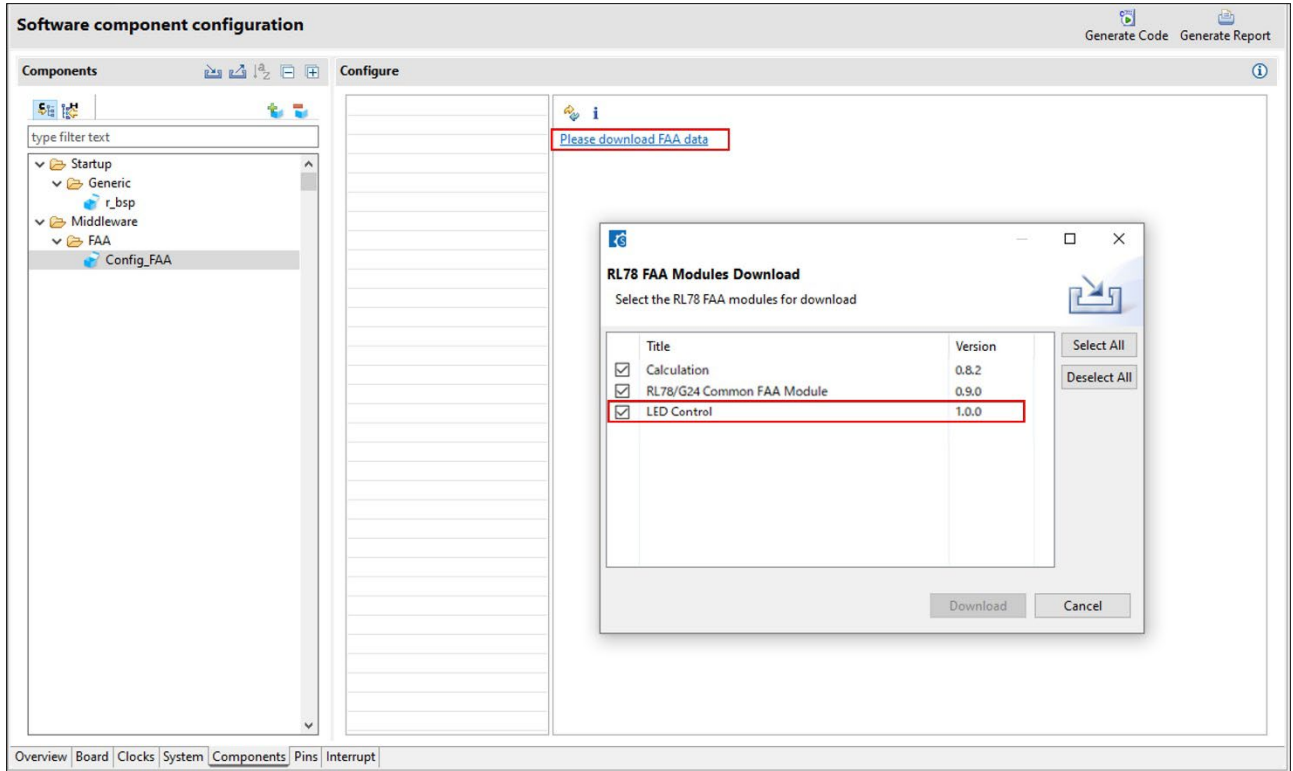 Software component configuration
Generate Code Generate Report
Components
Configure
type filter text
Startup
Generic
r_bsp
Middleware
FAA
Config_FAA
Please download FAA data
RL78 FAA Modules Download
Select the RL78 FAA modules for download
Title Version
Calculation 0.8.2
RL78/G24 Common FAA Module 0.9.0
LED Control 1.0.0
Select All
Deselect All
Download Cancel
Overview Board Clocks System Components Pins Interrupt